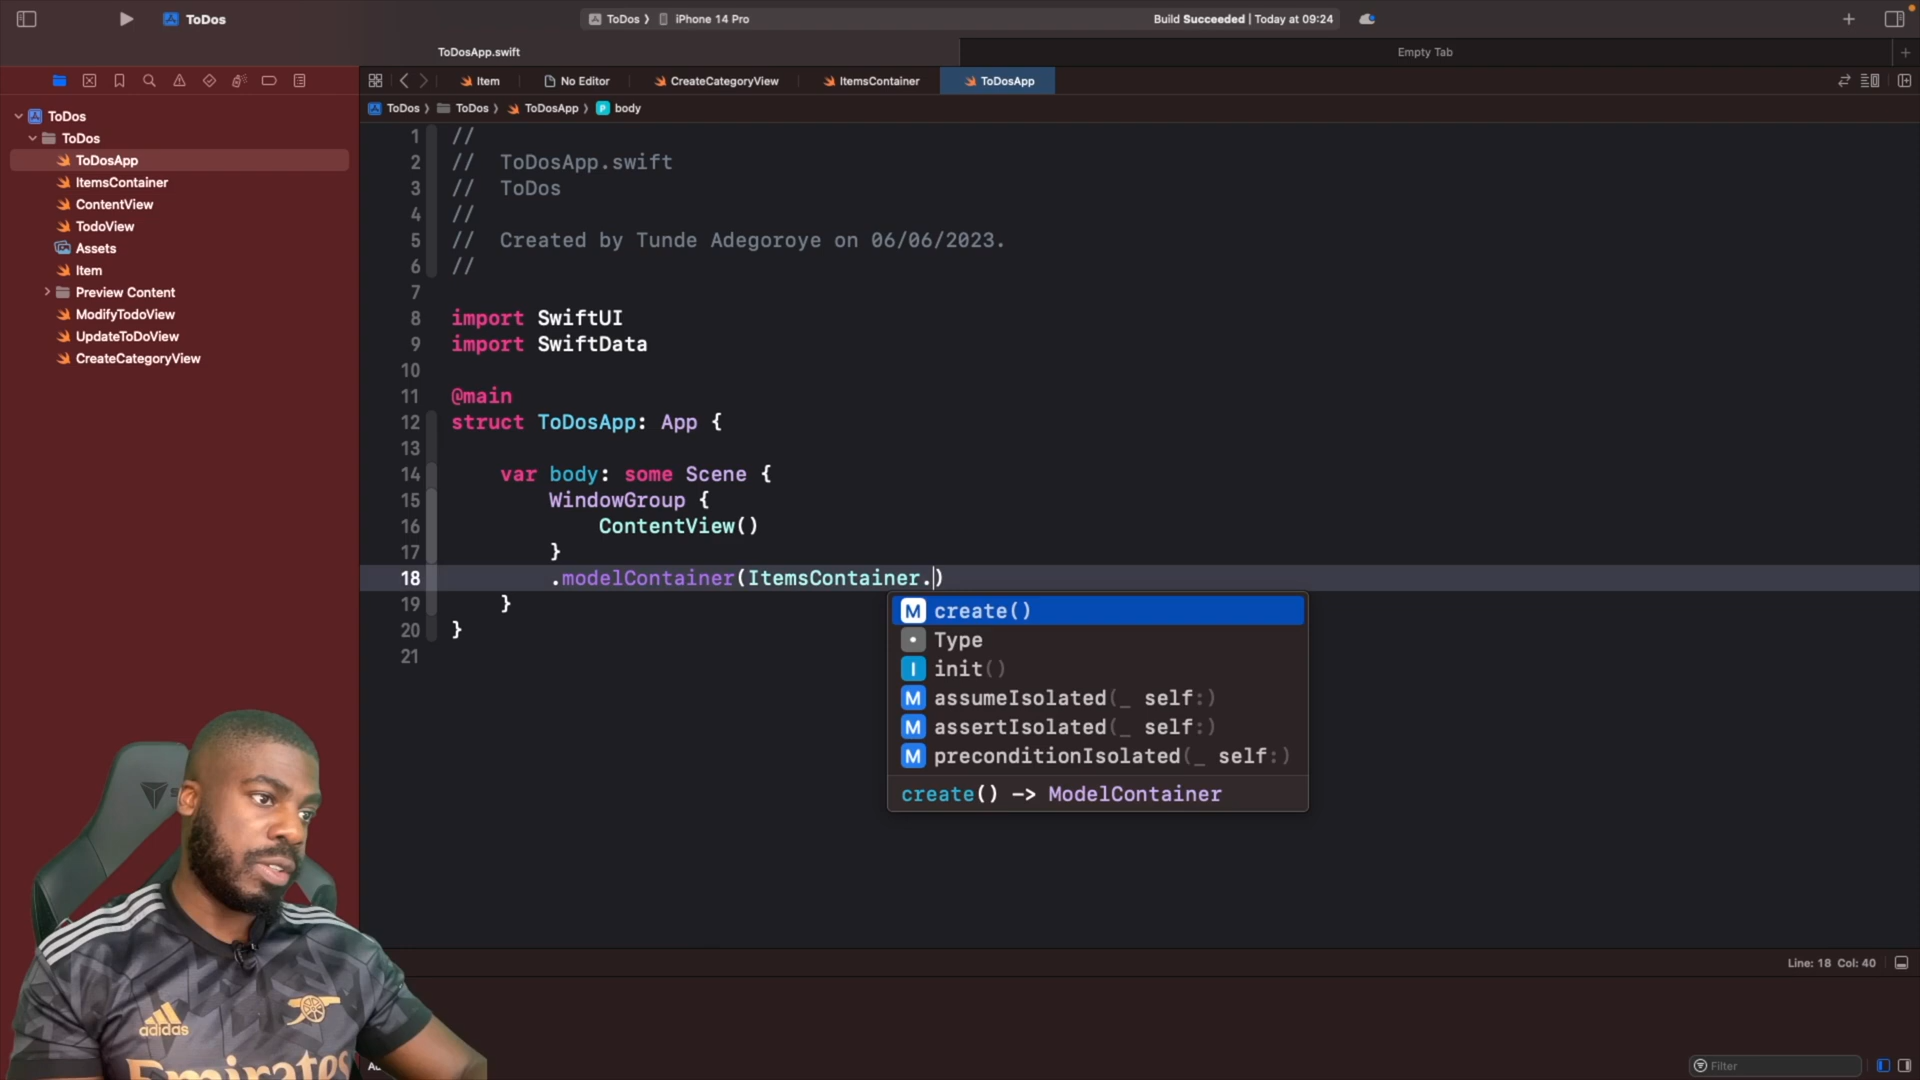 ToDos
ToDos 〉 iPhone 14 Pro
Build Succeeded | Today at 09:24
ToDosApp.swift
Empty Tab
Item
No Editor
CreateCategoryView
ItemsContainer
ToDosApp
ToDos 〉 ToDos 〉 ToDosApp 〉 P body
ToDos
ToDos
ToDosApp
ItemsContainer
ContentView
TodoView
Assets
Item
Preview Content
ModifyTodoView
UpdateToDoView
CreateCategoryView
1 //
2 //  ToDosApp.swift
3 //  ToDos
4 //
5 //  Created by Tunde Adegoroye on 06/06/2023.
6 //
7
8 import SwiftUI
9 import SwiftData
10
11 @main
12 struct ToDosApp: App {
13
14     var body: some Scene {
15         WindowGroup {
16             ContentView()
17         }
18         .modelContainer(ItemsContainer.)
19     }
20 }
21
M create()
Type
I init()
M assumeIsolated(_ self:)
M assertIsolated(_ self:)
M preconditionIsolated(_ self:)
create() -> ModelContainer
Line: 18 Col: 40
Filter
adidas
Emirates